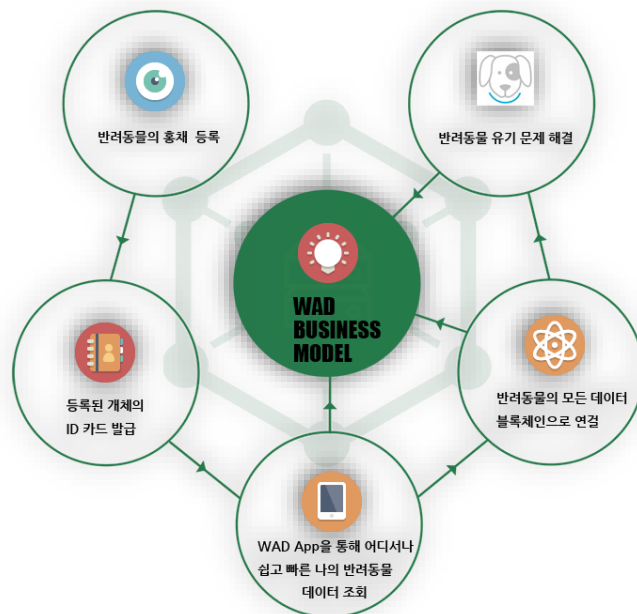 반려동물의 홍채 등록
반려동물 유기 문제 해결
WAD
BUSINESS
MODEL
등록된 개체의
ID 카드 발급
반려동물의 모든 데이터
블록체인으로 연결
WAD App을 통해 어디서나
쉽고 빠른 나의 반려동물
데이터 조회